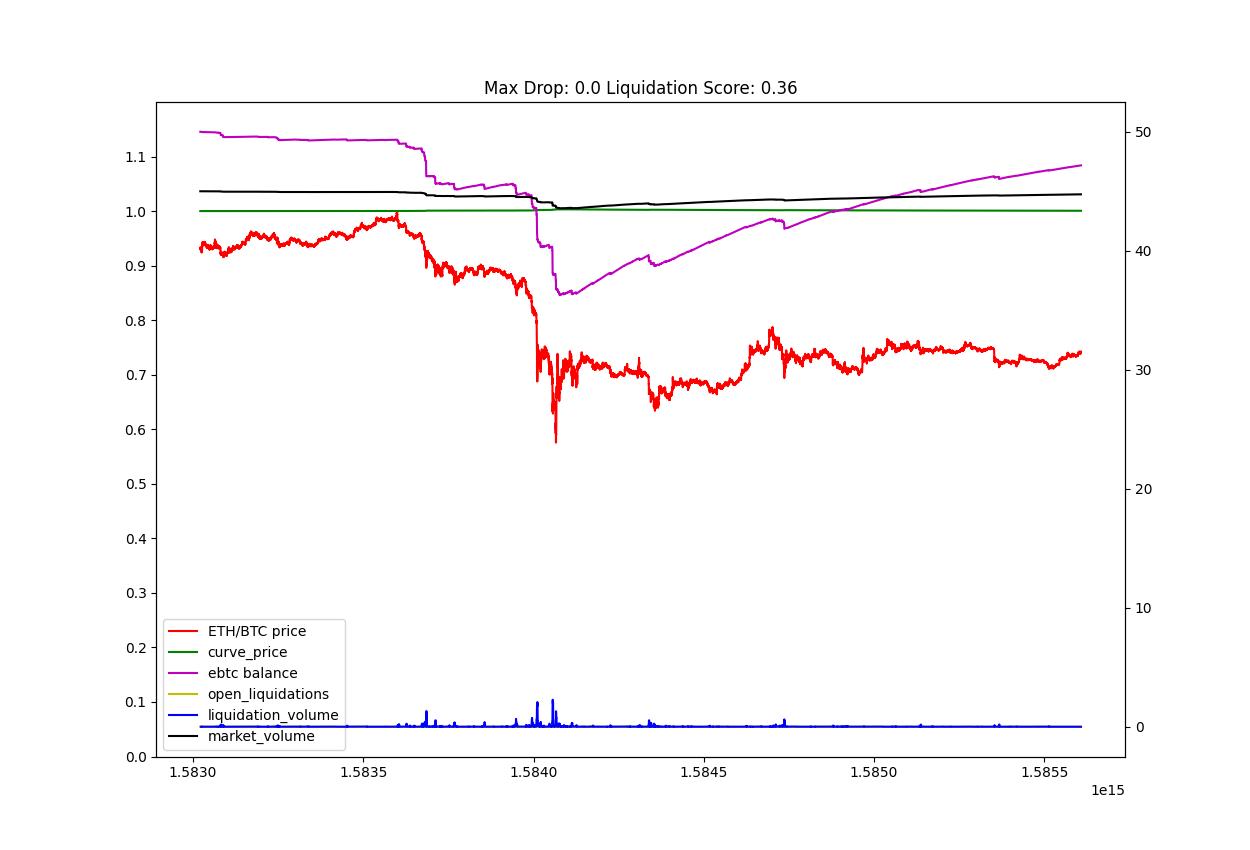 Max Drop: 0.0 Liquidation Score: 0.36
1.1
1.0
0.9
0.8
0.7
0.6
0.5
0.4
0.3
0.2
0.1
0.0
50
40
30
20
10
0
ETH/BTC price
curve_price
ebtc balance
open_liquidations
liquidation_volume
market_volume
1.5830 1.5835 1.5840 1.5845 1.5850 1.5855
1e15